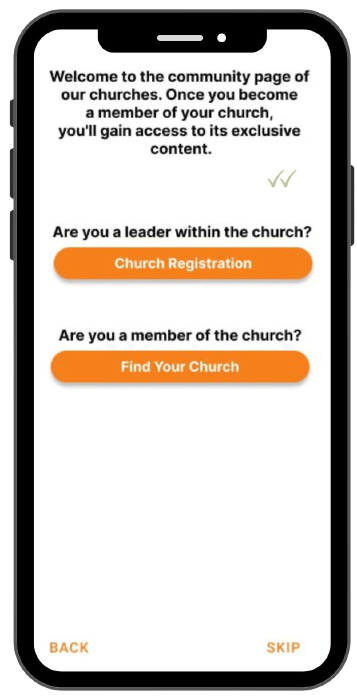 Welcome to the community page of
our churches. Once you become
a member of your church,
you'll gain access to its exclusive
content.
Are you a leader within the church?
Church Registration
Are you a member of the church?
Find Your Church
BACK
SKIP